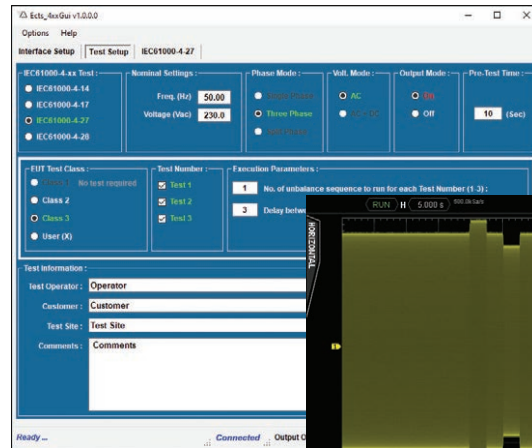 Ects_4xxGui v1.0.0.0
Options Help
Interface Setup Test Setup IEC61000-4-27
IEC61000-4-xx Test :
IEC61000-4-14
IEC61000-4-17
IEC61000-4-27
IEC61000-4-28
Nominal Settings :
Freq. (Hz) 50.00
Voltage (Vac) 230.0
Phase Mode :
Three Phase
Volt. Mode :
AC
AC + DC
Output Mode :
On
Off
Pre-Test Time :
10 (Sec)
EUT Test Class :
Class 1 No test required
Class 2
Class 3
User (X)
Test Number :
Test 1
Test 2
Test 3
Execution Parameters :
1 No. of unbalance sequence to run for each Test Number (1-3) :
3 Delay betw
Test Information :
Test Operator : Operator
Customer : Customer
Test Site : Test Site
Comments : Comments
Ready ... Connected Output O
RUN H 5.000 s
HORIZONTAL